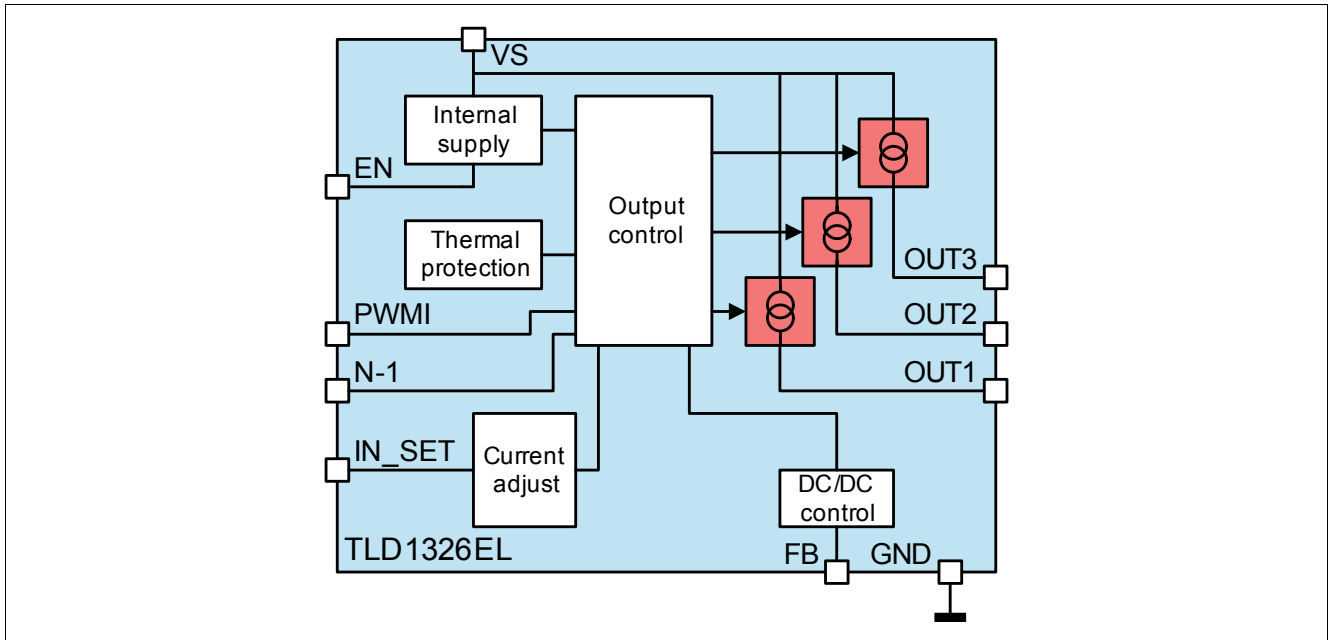 VS
Internal
supply
EN
Output
control
Thermal
protection
OUT3
PWMI
OUT2
N-1
OUT1
IN_SET
Current
adjust
DC/DC
control
TLD1326EL
FB
GND